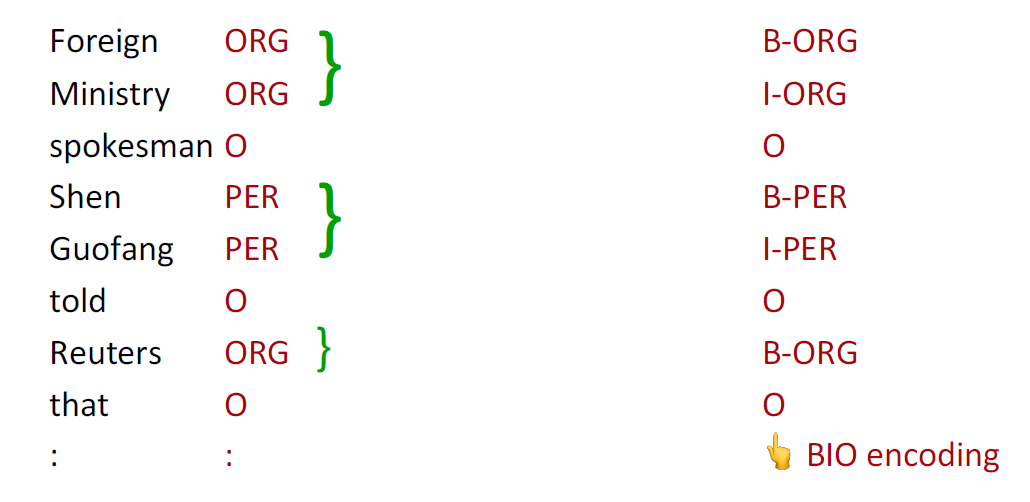 Foreign ORG } B-ORG
Ministry ORG I-ORG
spokesman O O
Shen PER } B-PER
Guofang PER I-PER
told O O
Reuters ORG } B-ORG
that O O
: : 👆 BIO encoding